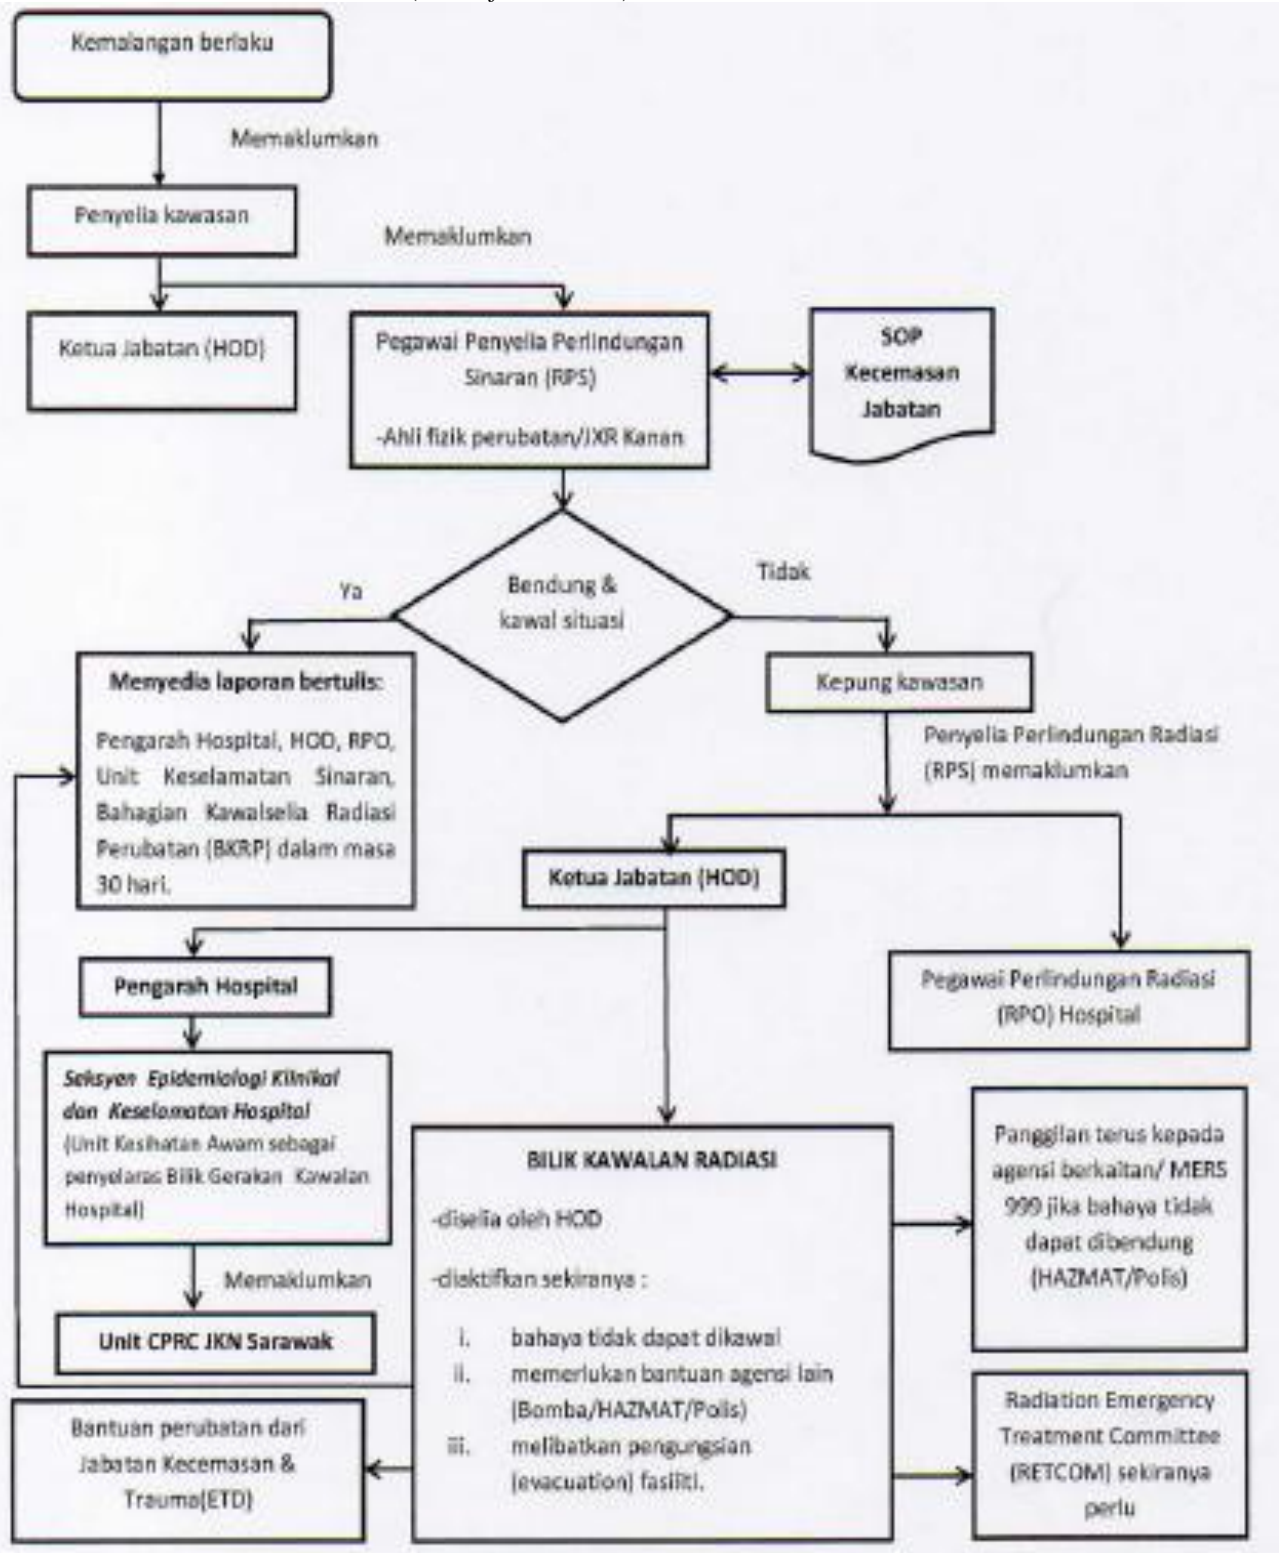 Kemalangan berlaku
Memaklumkan
Penyelia kawasan
Memaklumkan
Ketua Jabatan (HOD)
Pegawai Penyelia Perlindungan
Sinaran (RPS)
-Ahli fizik perubatan/JXR Kanan
SOP
Kecemasan
Jabatan
Bendung &
kawal situasi
Ya
Tidak
Menyedia laporan bertulis:
Pengarah Hospital, HOD, RPO,
Unit Keselamatan Sinaran,
Bahagian Kawalselia Radiasi
Perubatan (BKRP) dalam masa
30 hari.
Kepung kawasan
Penyelia Perlindungan Radiasi
(RPS) memaklumkan
Ketua Jabatan (HOD)
Pegawai Perlindungan Radiasi
(RPO) Hospital
Pengarah Hospital
Seksyen Epidemiologi Klinikal
dan Keselamatan Hospital
(Unit Kesihatan Awam sebagai
penyelaras Bilik Gerakan Kawalan
Hospital)
Memaklumkan
Unit CPRC JKN Sarawak
BILIK KAWALAN RADIASI
-diselia oleh HOD
-diaktifkan sekiranya :
i. bahaya tidak dapat dikawal
ii. memerlukan bantuan agensi lain
(Bomba/HAZMAT/Polis)
iii. melibatkan pengungsian
(evacuation) fasiliti.
Panggilan terus kepada
agensi berkaitan/ MERS
999 jika bahaya tidak
dapat dibendung
(HAZMAT/Polis)
Radiation Emergency
Treatment Committee
(RETCOM) sekiranya
perlu
Bantuan perubatan dari
Jabatan Kecemasan &
Trauma(ETD)